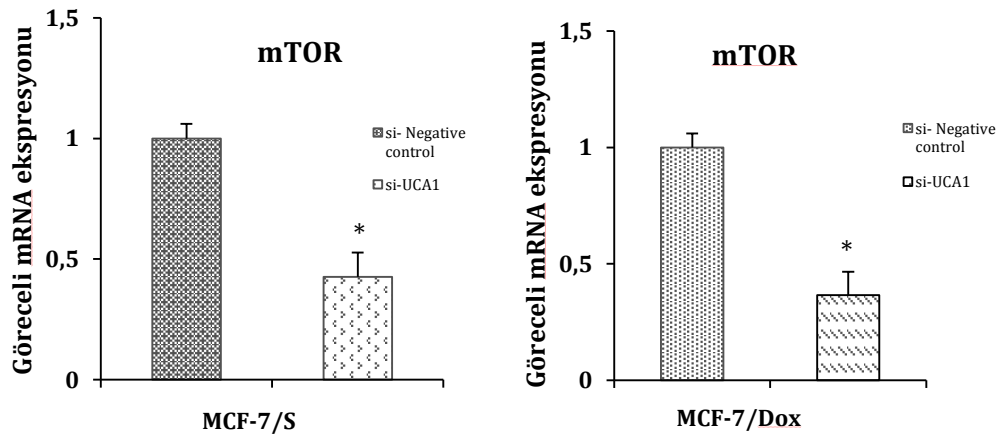 1,5
mTOR
1
0,5
0
Göreceli mRNA ekspresyonu
si- Negative
control
si-UCA1
*
MCF-7/S
1,5
mTOR
1
0,5
0
Göreceli mRNA ekspresyonu
si- Negative
control
si-UCA1
*
MCF-7/Dox